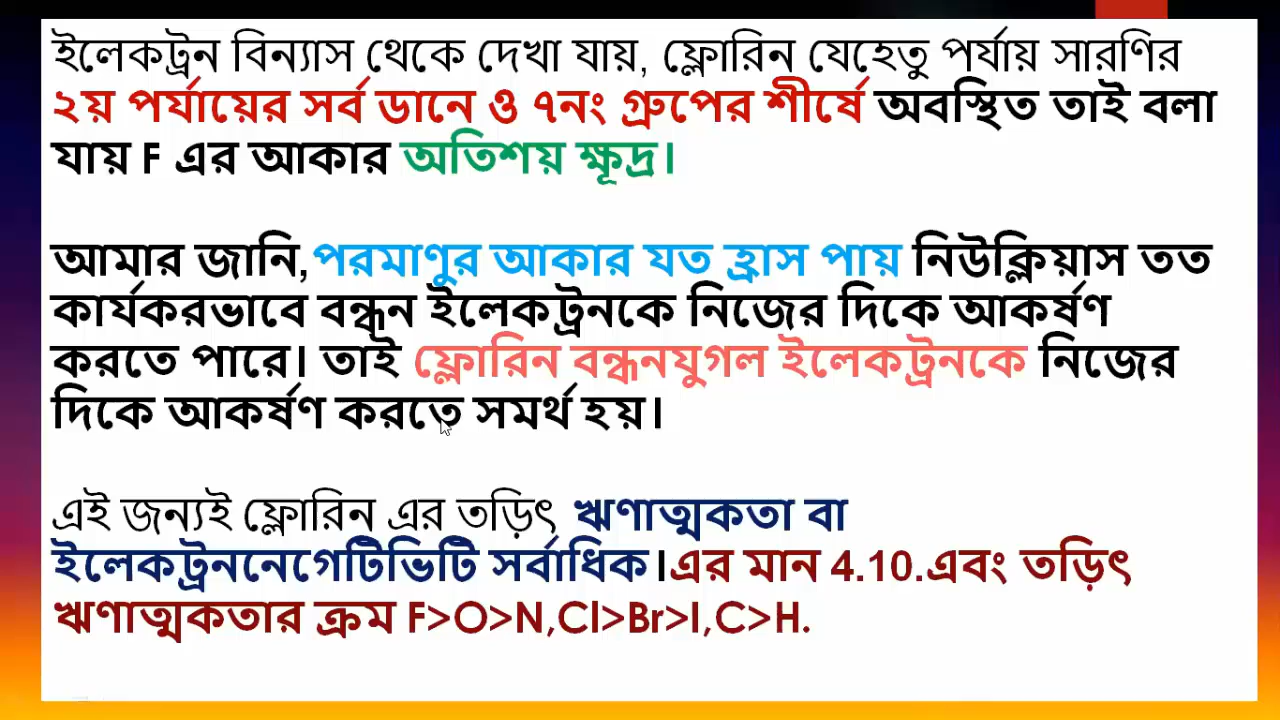 ইলেকট্রন বিন্যাস থেকে দেখা যায়, ফ্লোরিন যেহেতু পর্যায় সারণির
২য় পর্যায়ের সর্ব ডানে ও ৭নং গ্রুপের শীর্ষে অবস্থিত তাই বলা
যায় F এর আকার অতিশয় ক্ষূদ্র।
আমার জানি,পরমাণুর আকার যত হ্রাস পায় নিউক্লিয়াস তত
কার্যকরভাবে বন্ধন ইলেকট্রনকে নিজের দিকে আকর্ষণ
করতে পারে। তাই ফ্লোরিন বন্ধনযুগল ইলেকট্রনকে নিজের
দিকে আকর্ষণ করতে সমর্থ হয়।
এই জন্যই ফ্লোরিন এর তড়িৎ ঋণাত্মকতা বা
ইলেকট্রননেগেটিভিটি সর্বাধিক।এর মান 4.10.এবং তড়িৎ
ঋণাত্মকতার ক্রম F>O>N,Cl>Br>I,C>H.